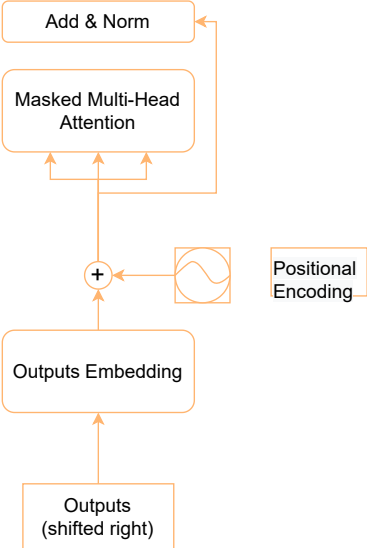 Add & Norm
Masked Multi-Head
Attention
+
Positional
Encoding
Outputs Embedding
Outputs
(shifted right)